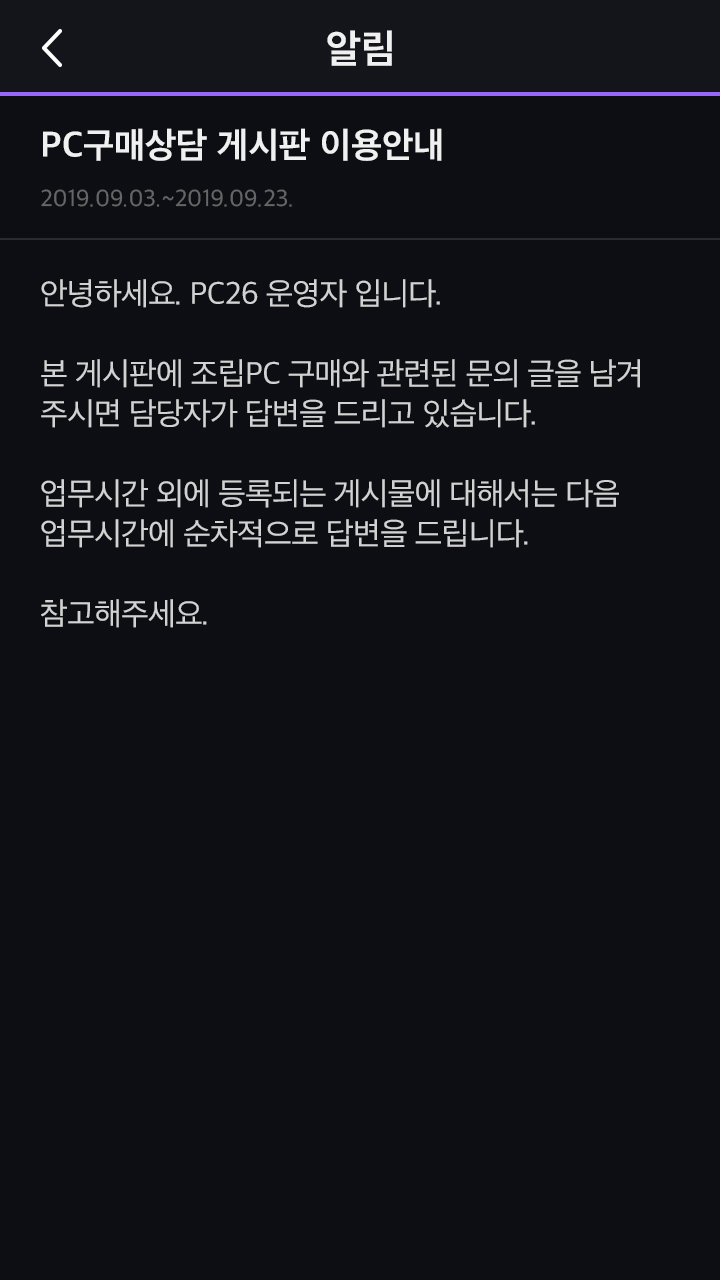 알림
PC구매상담 게시판 이용안내
2019.09.03.~2019.09.23.
안녕하세요. PC26 운영자 입니다.
본 게시판에 조립PC 구매와 관련된 문의 글을 남겨
주시면 담당자가 답변을 드리고 있습니다.
업무시간 외에 등록되는 게시물에 대해서는 다음
업무시간에 순차적으로 답변을 드립니다.
참고해주세요.